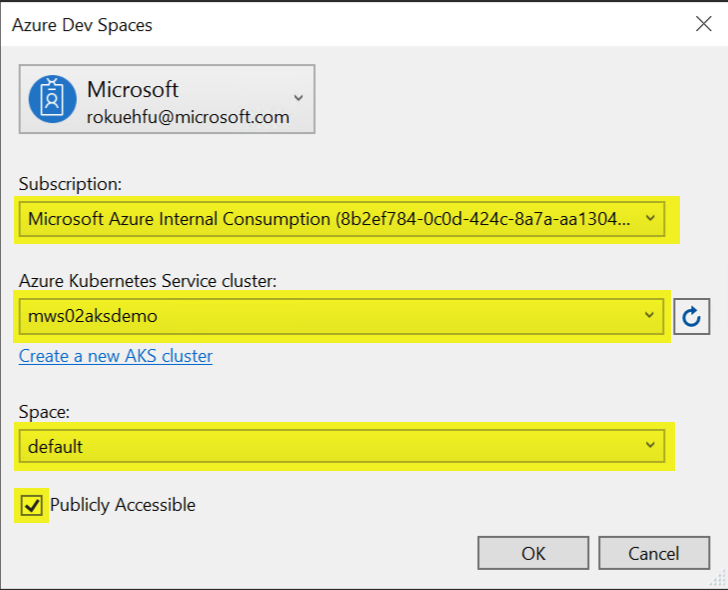 Azure Dev Spaces
Microsoft
rokuehfu@microsoft.com
Subscription:
Microsoft Azure Internal Consumption (8b2ef784-0c0d-424c-8a7a-aa1304...
Azure Kubernetes Service cluster:
mws02aksdemo
Create a new AKS cluster
Space:
default
Publicly Accessible
OK Cancel